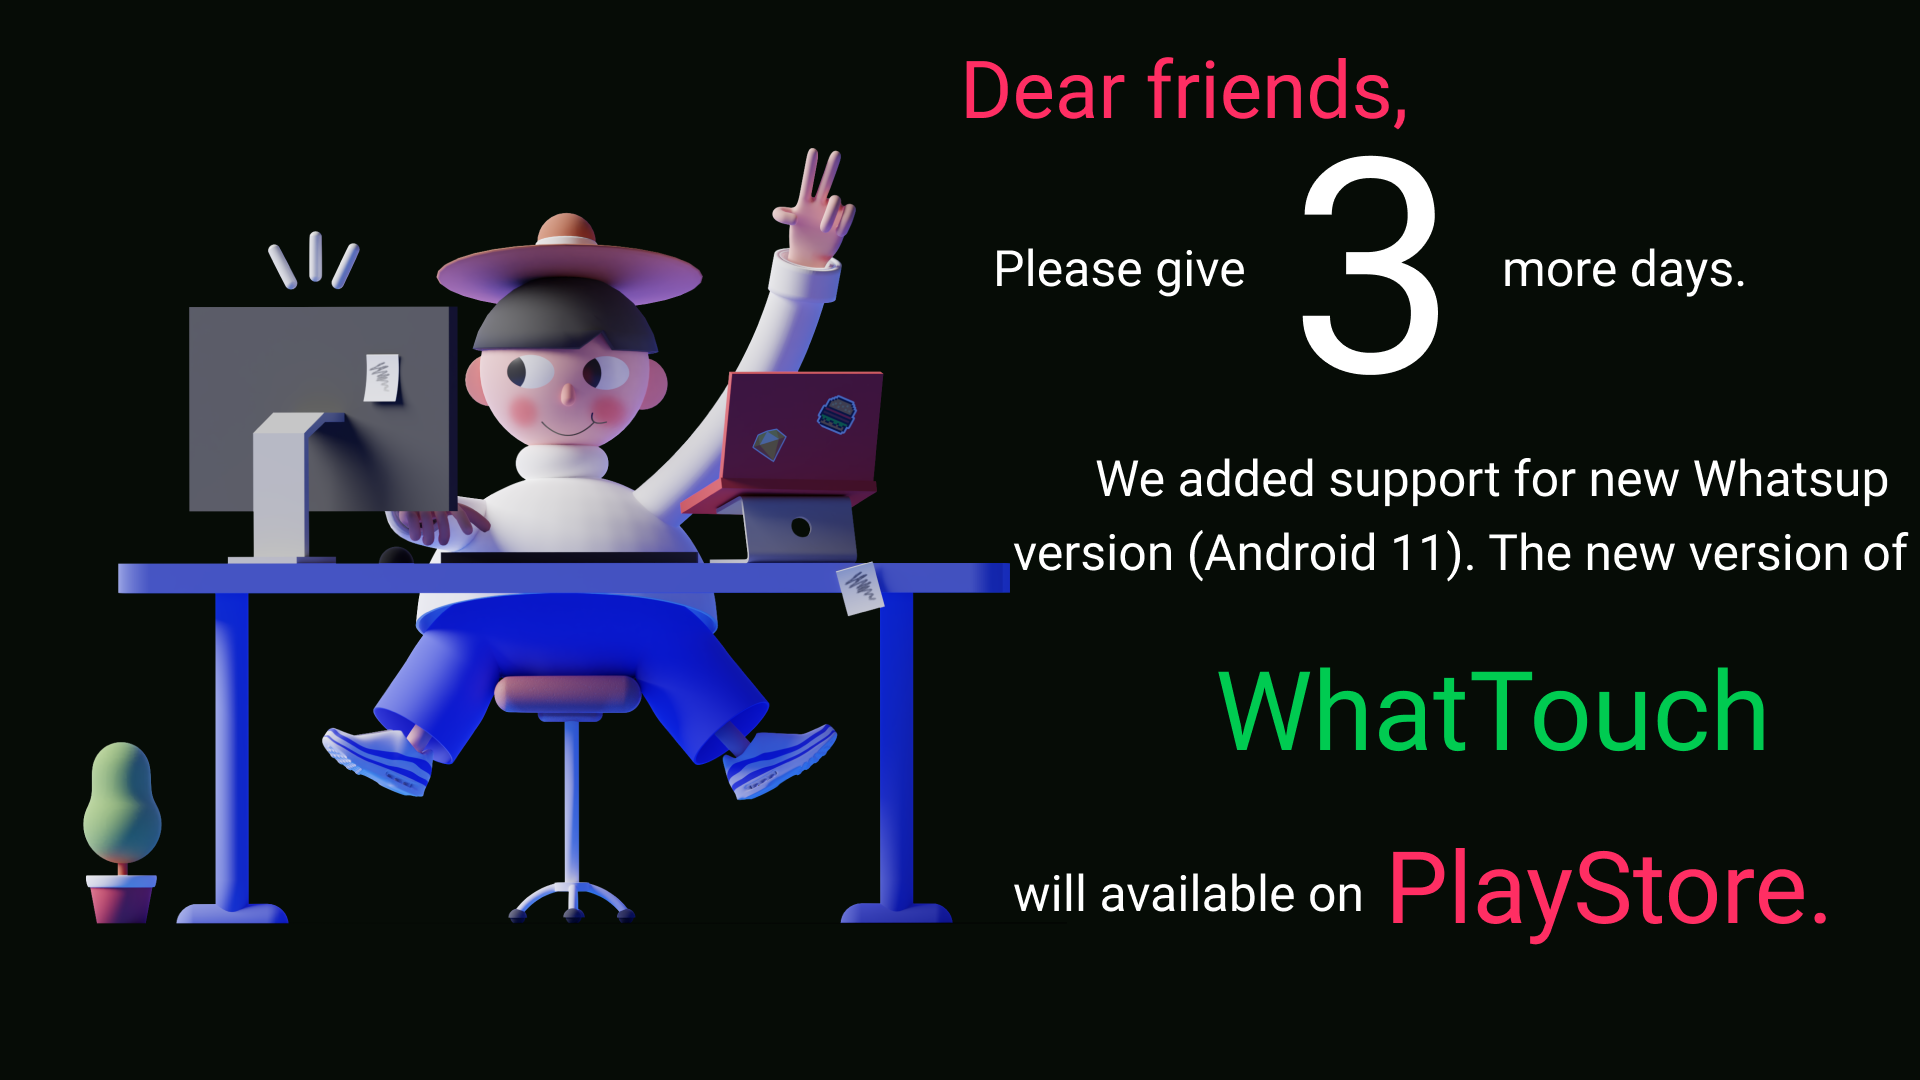 Dear friends,
Please give 3 more days.
We added support for new Whatsup
version (Android 11). The new version of
WhatTouch
will available on PlayStore.